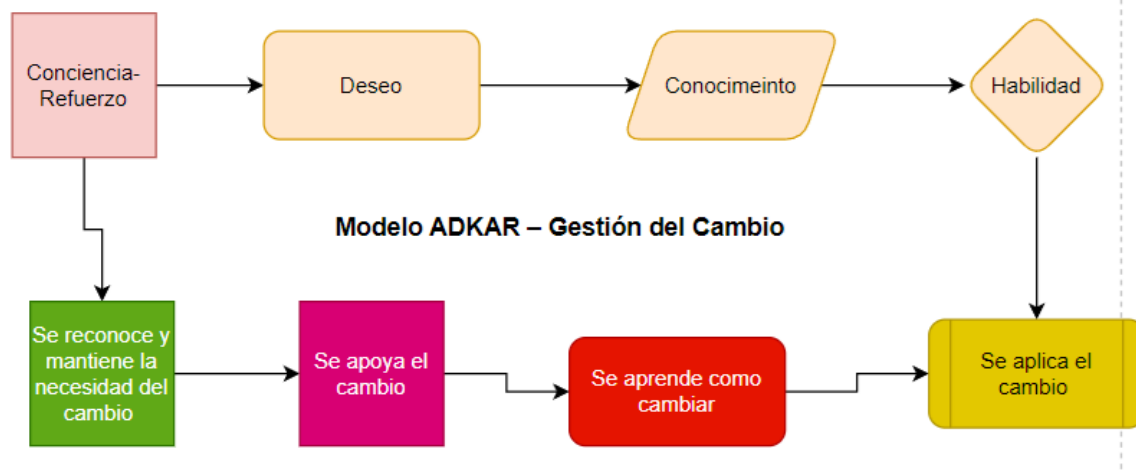 Conciencia-
Refuerzo
Deseo
Conocimeinto
Habilidad
Modelo ADKAR – Gestión del Cambio
Se reconoce y
mantiene la
necesidad del
cambio
Se apoya el
cambio
Se aprende como
cambiar
Se aplica el
cambio